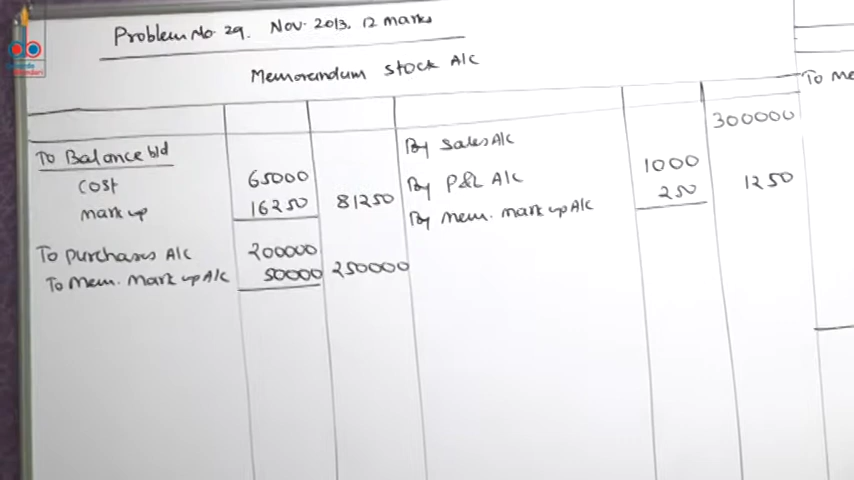 Problem No. 29. Nov. 2013. 12 marks
Memorandum Stock A/c
To Balance b/d
Cost 65000
mark up 16250 81250
To purchases A/c 200000
To Mem. Mark up A/c 50000 250000
By Sales A/c 300000
By P&L A/c 1000
By Mem. mark up A/c 250 1250
To Me